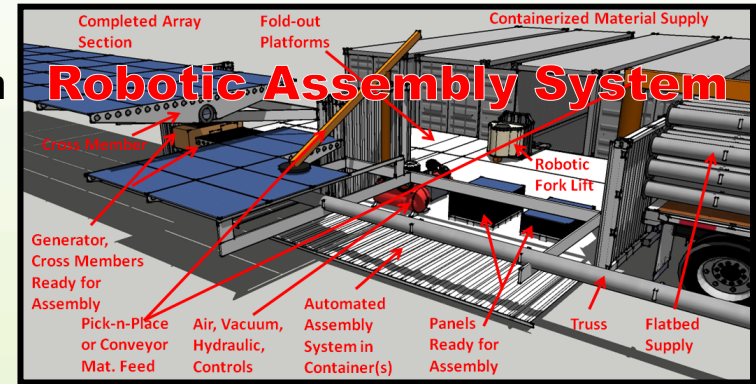 Completed Array
Section
Fold-out
Platforms
Containerized Material Supply
Robotic Assembly System
Cross Member
Robotic
Fork Lift
Generator,
Cross Members
Ready for
Assembly
Pick-n-Place
or Conveyor
Mat. Feed
Air, Vacuum,
Hydraulic,
Controls
Automated
Assembly
System in
Container(s)
Panels
Ready for
Assembly
Truss
Flatbed
Supply